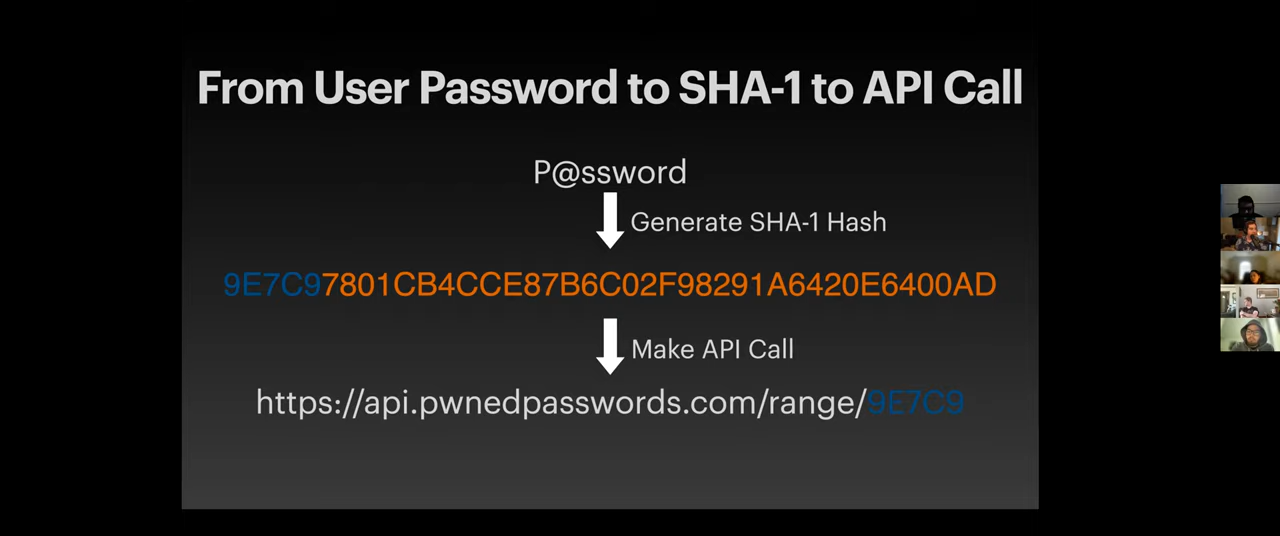 From User Password to SHA-1 to API Call
P@ssword
Generate SHA-1 Hash
9E7C97801CB4CCE87B6C02F98291A6420E6400AD
Make API Call
https://api.pwnedpasswords.com/range/9E7C9